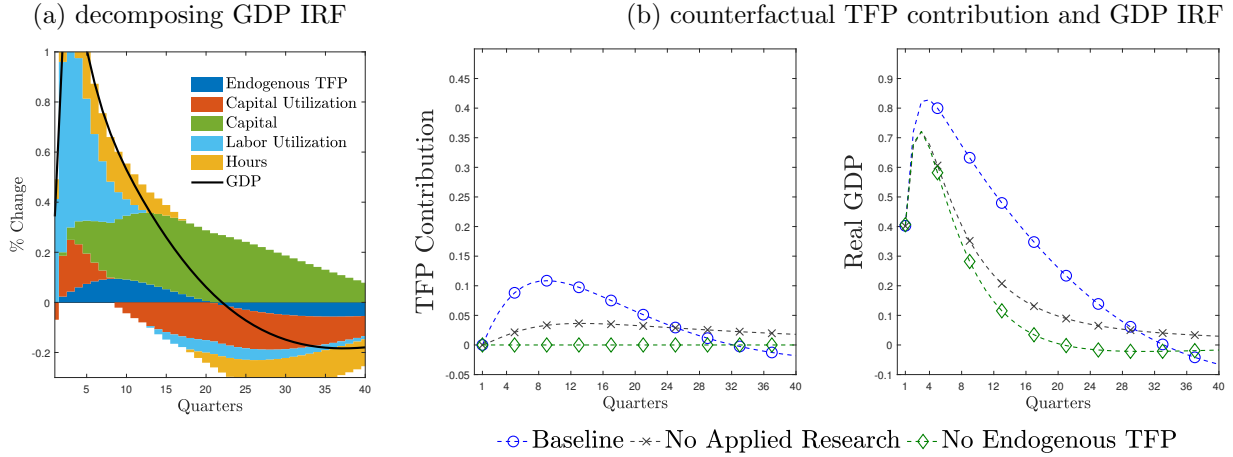 (a) decomposing GDP IRF
(b) counterfactual TFP contribution and GDP IRF
% Change
1
0.8
0.6
0.4
0.2
0
-0.2
5 10 15 20 25 30 35 40
Quarters
Endogenous TFP
Capital Utilization
Capital
Labor Utilization
Hours
GDP
TFP Contribution
0.45
0.4
0.35
0.3
0.25
0.2
0.15
0.1
0.05
0
-0.05
1 4 8 12 16 20 24 28 32 36 40
Quarters
Real GDP
0.9
0.8
0.7
0.6
0.5
0.4
0.3
0.2
0.1
0
-0.1
1 4 8 12 16 20 24 28 32 36 40
Quarters
Baseline No Applied Research No Endogenous TFP